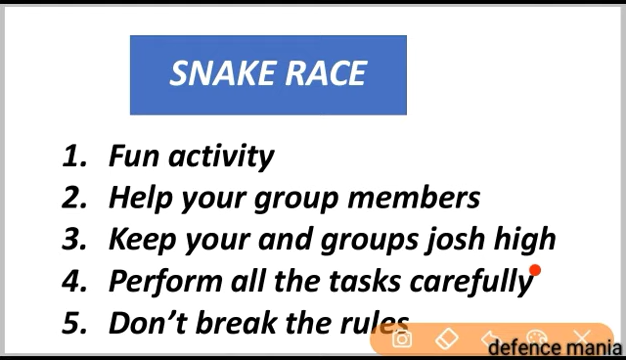 SNAKE RACE
1. Fun activity
2. Help your group members
3. Keep your and groups josh high
4. Perform all the tasks carefully
5. Don't break the rules
defence mania